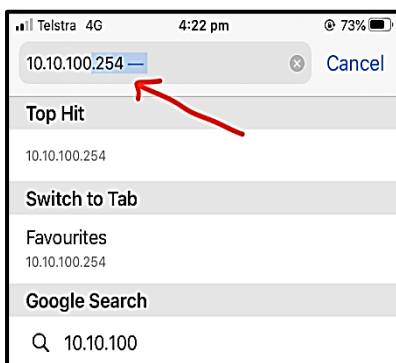 Telstra 4G 4:22 pm 73%
10.10.100.254 — Cancel
Top Hit
10.10.100.254
Switch to Tab
Favourites
10.10.100.254
Google Search
10.10.100